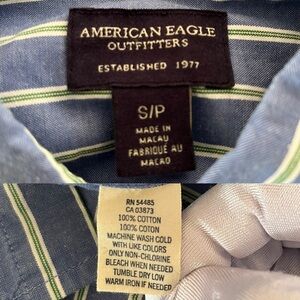 AMERICAN EAGLE
OUTFITTERS
ESTABLISHED 1977
S/P
MADE IN
MACAU
FABRIQUÉ AU
MACAO
RN 54485
CA 03873
100% COTTON
100% COTON
MACHINE WASH COLD
WITH LIKE COLORS
ONLY NON-CHLORINE
BLEACH WHEN NEEDED
TUMBLE DRY LOW
WARM IRON IF NEEDED